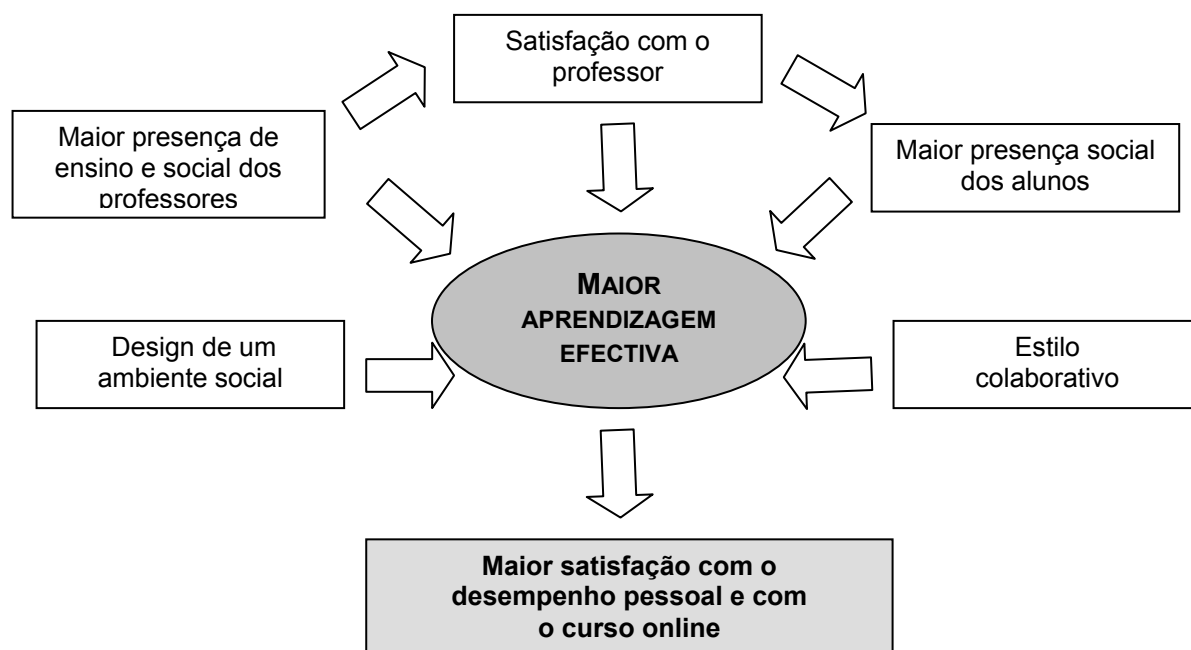 Satisfação com o
professor
Maior presença de
ensino e social dos
professores
Maior presença social
dos alunos
MAIOR
APRENDIZAGEM
EFECTIVA
Design de um
ambiente social
Estilo
colaborativo
Maior satisfação com o
desempenho pessoal e com
o curso online